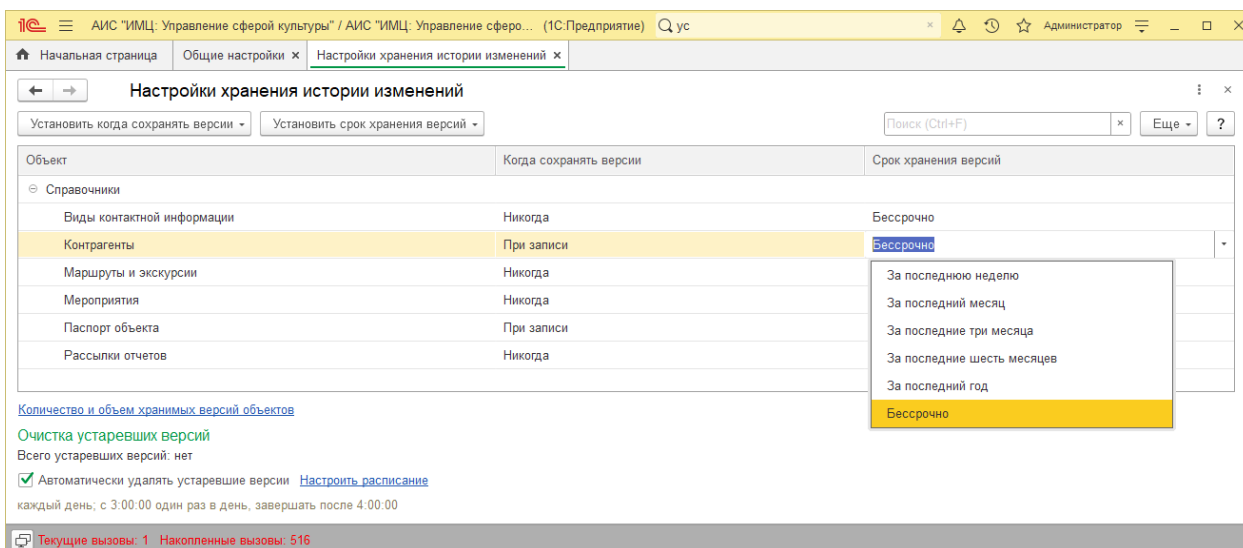 1С АИС "ИМЦ: Управление сферой культуры" / АИС "ИМЦ: Управление сферо... (1С:Предприятие) ус × Администратор
Начальная страница Общие настройки × Настройки хранения истории изменений ×
Настройки хранения истории изменений
Установить когда сохранять версии Установить срок хранения версий Поиск (Ctrl+F) × Еще ?
Объект Когда сохранять версии Срок хранения версий
Справочники
Виды контактной информации Никогда Бессрочно
Контрагенты При записи Бессрочно
Маршруты и экскурсии Никогда За последнюю неделю
Мероприятия Никогда За последний месяц
Паспорт объекта При записи За последние три месяца
Рассылки отчетов Никогда За последние шесть месяцев
За последний год
Количество и объем хранимых версий объектов Бессрочно
Очистка устаревших версий
Всего устаревших версий: нет
Автоматически удалять устаревшие версии Настроить расписание
каждый день; с 3:00:00 один раз в день, завершать после 4:00:00
Текущие вызовы: 1 Накопленные вызовы: 516